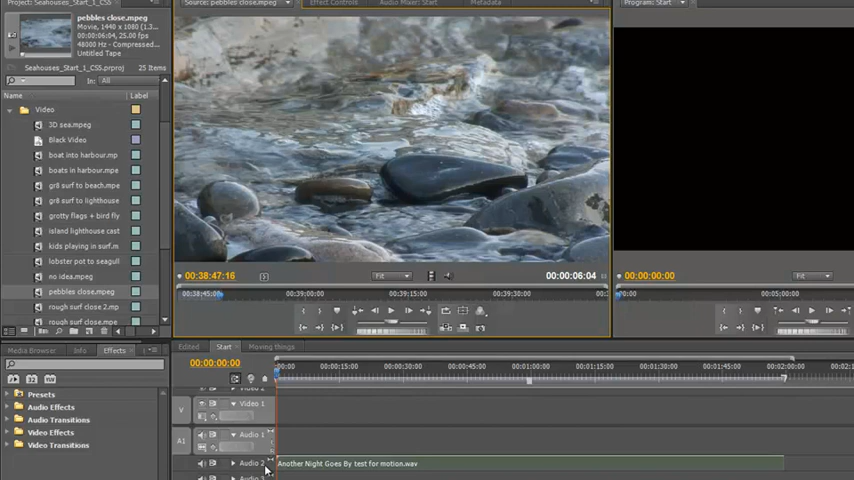 Source: pebbles close.mpeg
Effect Controls
Audio Mixer: Start
Metadata
Program: Start
Project: Seahouses_Start_1_CS5
pebbles close.mpeg
Movie, 1440 x 1080 (1.3...
00:00:06:04, 25.00 fps
48000 Hz - Compressed...
Untitled Tape
Seahouses_Start_1_CS5.prproj
25 Items
In: All
Name
Label
Video
3D sea.mpeg
Black Video
boat into harbour.mp
boats in harbour.mpe
gr8 surf to beach.mpe
gr8 surf to lighthouse
grotty flags + bird fly
island lighthouse cast
kids playing in surf.m
lobster pot to seagull
no idea.mpeg
pebbles close.mpeg
rough surf close 2.mp
rough surf close.mpe
00:38:47:16
Fit
00:00:06:04
00:00:00:00
Fit
00:38:45:00
00:39:00:00
00:39:15:00
00:39:30:00
00:00
00:05:00:00
Media Browser
Info
Effects
Presets
Audio Effects
Audio Transitions
Video Effects
Video Transitions
Edited
Start
Moving things
00:00:00:00
00:00
00:00:15:00
00:00:30:00
00:00:45:00
00:01:00:00
00:01:15:00
00:01:30:00
00:01:45:00
00:02:00:00
Video 2
V
Video 1
A1
Audio 1
Audio 2
Another Night Goes By test for motion.wav
Audio 3